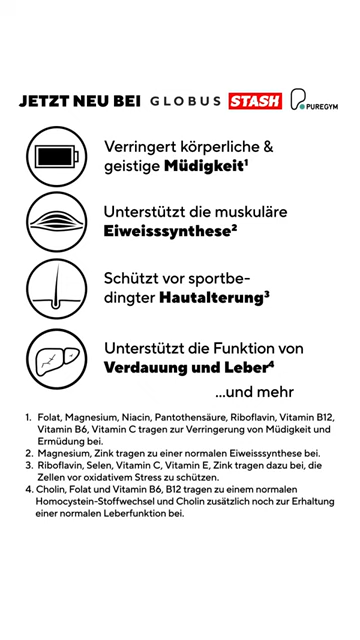 JETZT NEU BEI GLOBUS STASH PUREGYM
Verringert körperliche &
geistige Müdigkeit¹
Unterstützt die muskuläre
Eiweisssynthese²
Schützt vor sportbe-
dingter Hautalterung³
Unterstützt die Funktion von
Verdauung und Leber⁴
...und mehr
1. Folat, Magnesium, Niacin, Pantothensäure, Riboflavin, Vitamin B12,
Vitamin B6, Vitamin C tragen zur Verringerung von Müdigkeit und
Ermüdung bei.
2. Magnesium, Zink tragen zu einer normalen Eiweisssynthese bei.
3. Riboflavin, Selen, Vitamin C, Vitamin E, Zink tragen dazu bei, die
Zellen vor oxidativem Stress zu schützen.
4. Cholin, Folat und Vitamin B6, B12 tragen zu einem normalen
Homocystein-Stoffwechsel und Cholin zusätzlich noch zur Erhaltung
einer normalen Leberfunktion bei.